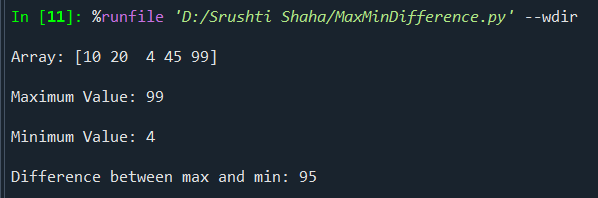 In [11]: %runfile 'D:/Srushti Shaha/MaxMinDifference.py' --wdir
Array: [10 20  4 45 99]
Maximum Value: 99
Minimum Value: 4
Difference between max and min: 95